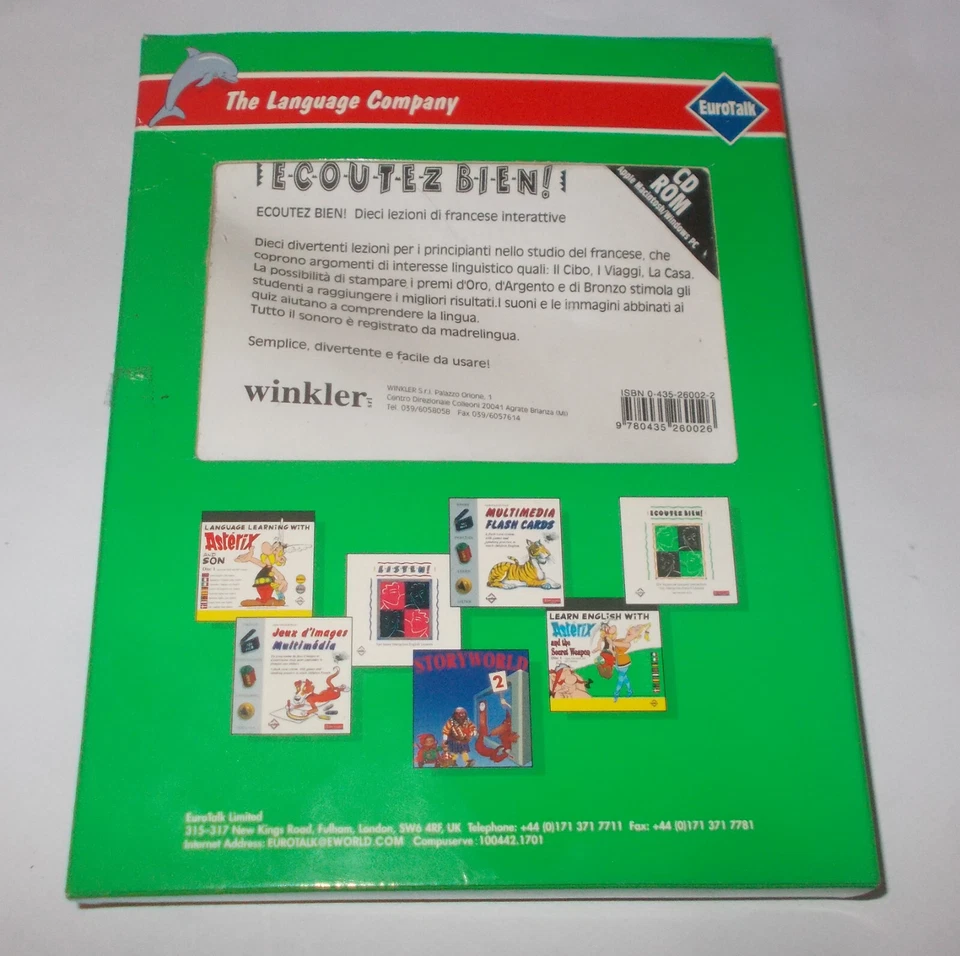 The Language Company
EuroTalk
ECOUTEZ BIEN!
CD
ROM
Apple Macintosh/Windows PC
ECOUTEZ BIEN! Dieci lezioni di francese interattive
Dieci divertenti lezioni per i principianti nello studio del francese, che
coprono argomenti di interesse linguistico quali: Il Cibo, I Viaggi, La Casa.
La possibilità di stampare i premi d'Oro, d'Argento e di Bronzo stimola gli
studenti a raggiungere i migliori risultati.I suoni e le immagini abbinati ai
quiz aiutano a comprendere la lingua.
Tutto il sonoro è registrato da madrelingua.
Semplice, divertente e facile da usare!
winkler srl
WINKLER S.r.l. Palazzo Orione, 1
Centro Direzionale Colleoni 20041 Agrate Brianza (MI)
Tel. 039/6058058 Fax 039/6057614
ISBN 0-435-26002-2
9 780435 260026
LANGUAGE LEARNING WITH
Asterix
AND
SON
MULTIMEDIA
FLASH CARDS
ECOUTEZ BIEN!
LISTEN!
Jeux d'images
Multimédia
STORYWORLD
2
LEARN ENGLISH WITH
Asterix
and the
Secret Weapon
EuroTalk Limited
315-317 New Kings Road, Fulham, London, SW6 4RF, UK Telephone: +44 (0)171 371 7711 Fax: +44 (0)171 371 7781
Internet Address: EUROTALK@EWORLD.COM Compuserve : 100442,1701